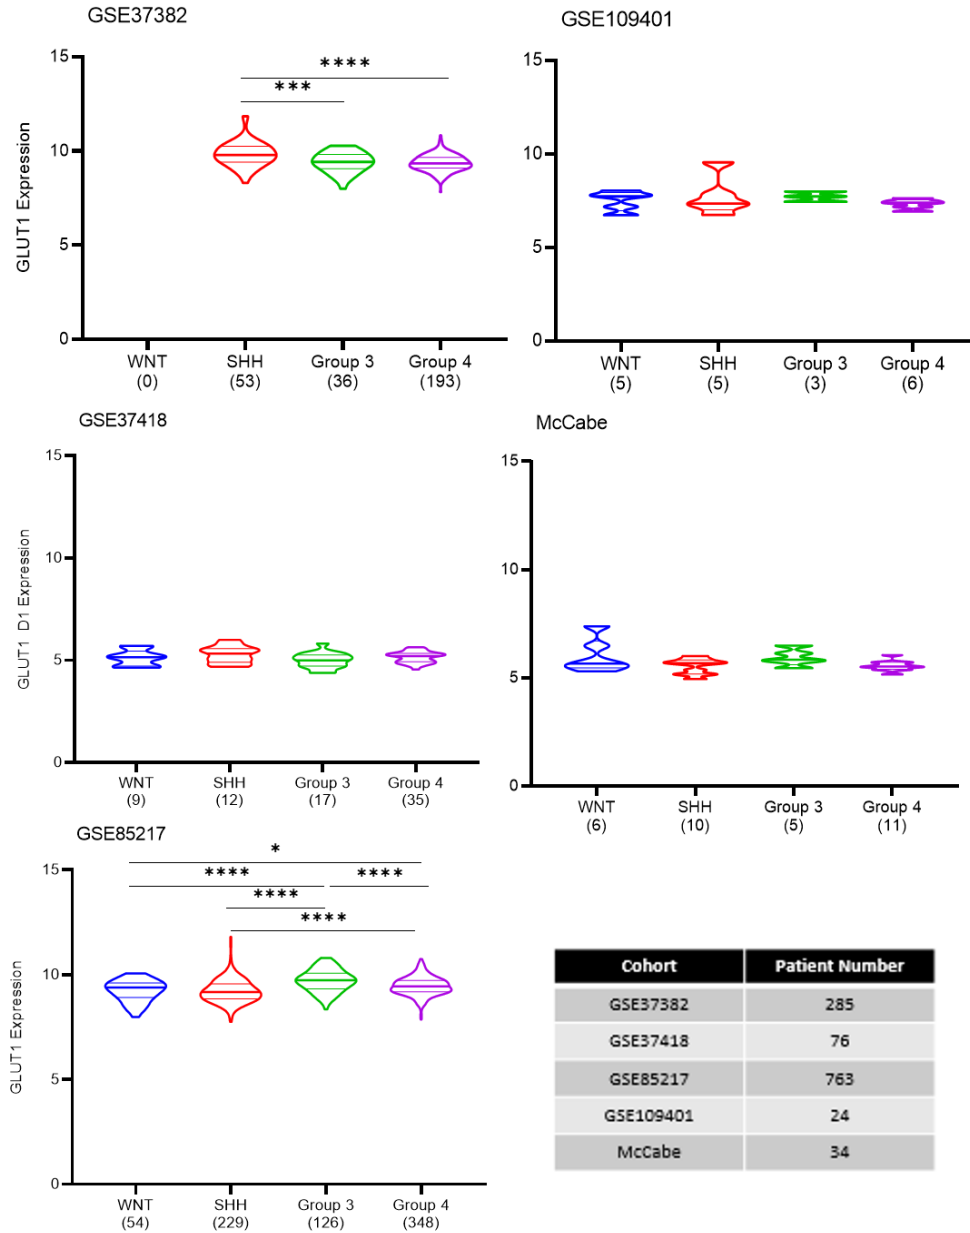 GSE37382
15
10
5
0
GLUT1 Expression
****
***
WNT SHH Group 3 Group 4
(0) (53) (36) (193)
GSE109401
15
10
5
0
WNT SHH Group 3 Group 4
(5) (5) (3) (6)
GSE37418
15
10
5
0
GLUT1 D1 Expression
WNT SHH Group 3 Group 4
(9) (12) (17) (35)
McCabe
15
10
5
0
WNT SHH Group 3 Group 4
(6) (10) (5) (11)
GSE85217
15
10
5
0
GLUT1 Expression
*
**** ****
****
****
WNT SHH Group 3 Group 4
(54) (229) (126) (348)
Cohort Patient Number
GSE37382 285
GSE37418 76
GSE85217 763
GSE109401 24
McCabe 34